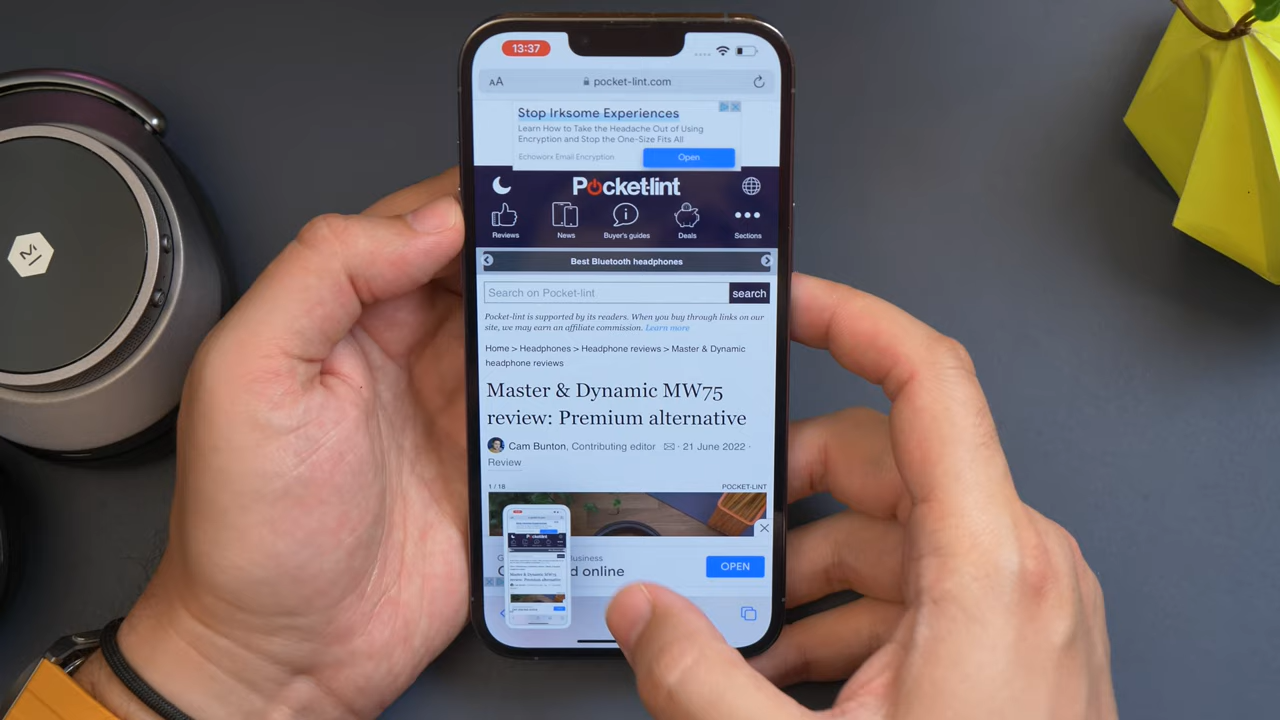 13:37
AA
pocket-lint.com
Stop Irksome Experiences
Learn How to Take the Headache Out of Using
Encryption and Stop the One-Size Fits All
Echoworx Email Encryption
Open
Pocket-lint
Reviews
News
Buyer's guides
Deals
Sections
Best Bluetooth headphones
Search on Pocket-lint
search
Pocket-lint is supported by its readers. When you buy through links on our
site, we may earn an affiliate commission. Learn more
Home > Headphones > Headphone reviews > Master & Dynamic
headphone reviews
Master & Dynamic MW75
review: Premium alternative
Cam Bunton, Contributing editor · 21 June 2022 ·
Review
1 / 18
POCKET-LINT
online
OPEN